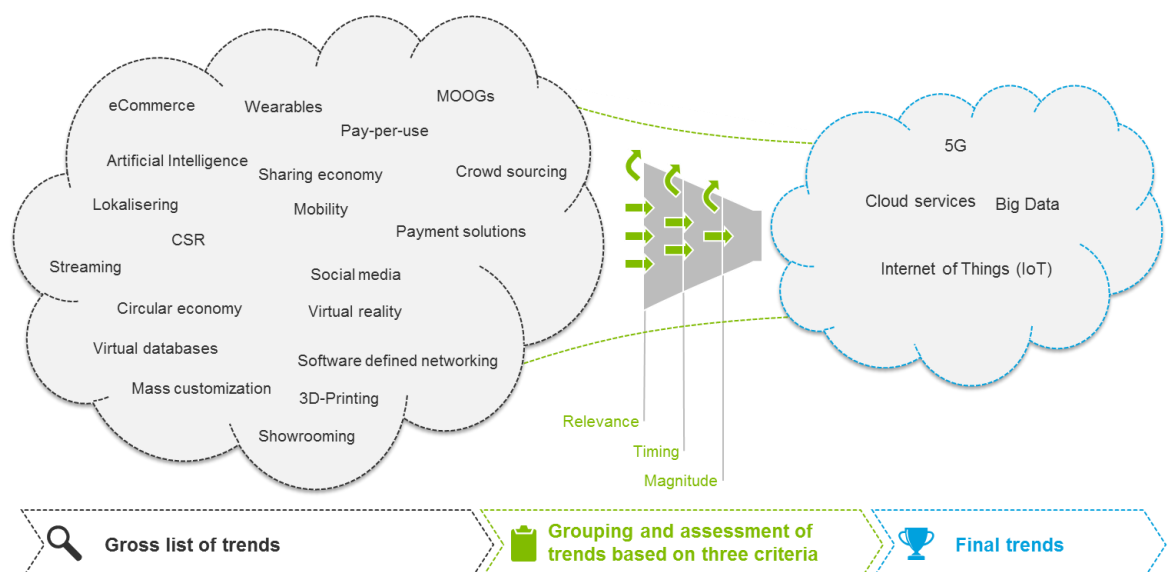 eCommerce
Wearables
MOOGs
Pay-per-use
Artificial Intelligence
Sharing economy
Crowd sourcing
Lokalisering
Mobility
CSR
Payment solutions
Streaming
Social media
Circular economy
Virtual reality
Virtual databases
Software defined networking
Mass customization
3D-Printing
Showrooming
Relevance
Timing
Magnitude
5G
Cloud services
Big Data
Internet of Things (IoT)
Gross list of trends
Grouping and assessment of
trends based on three criteria
Final trends